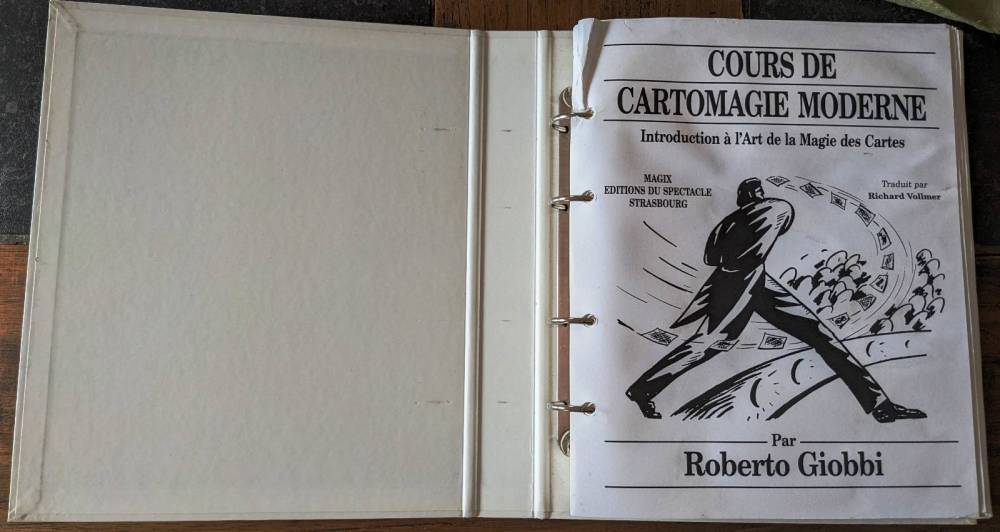 COURS DE
CARTOMAGIE MODERNE
Introduction à l'Art de la Magie des Cartes
MAGIX
EDITIONS DU SPECTACLE
STRASBOURG
Traduit par
Richard Vollmer
Par
Roberto Giobbi